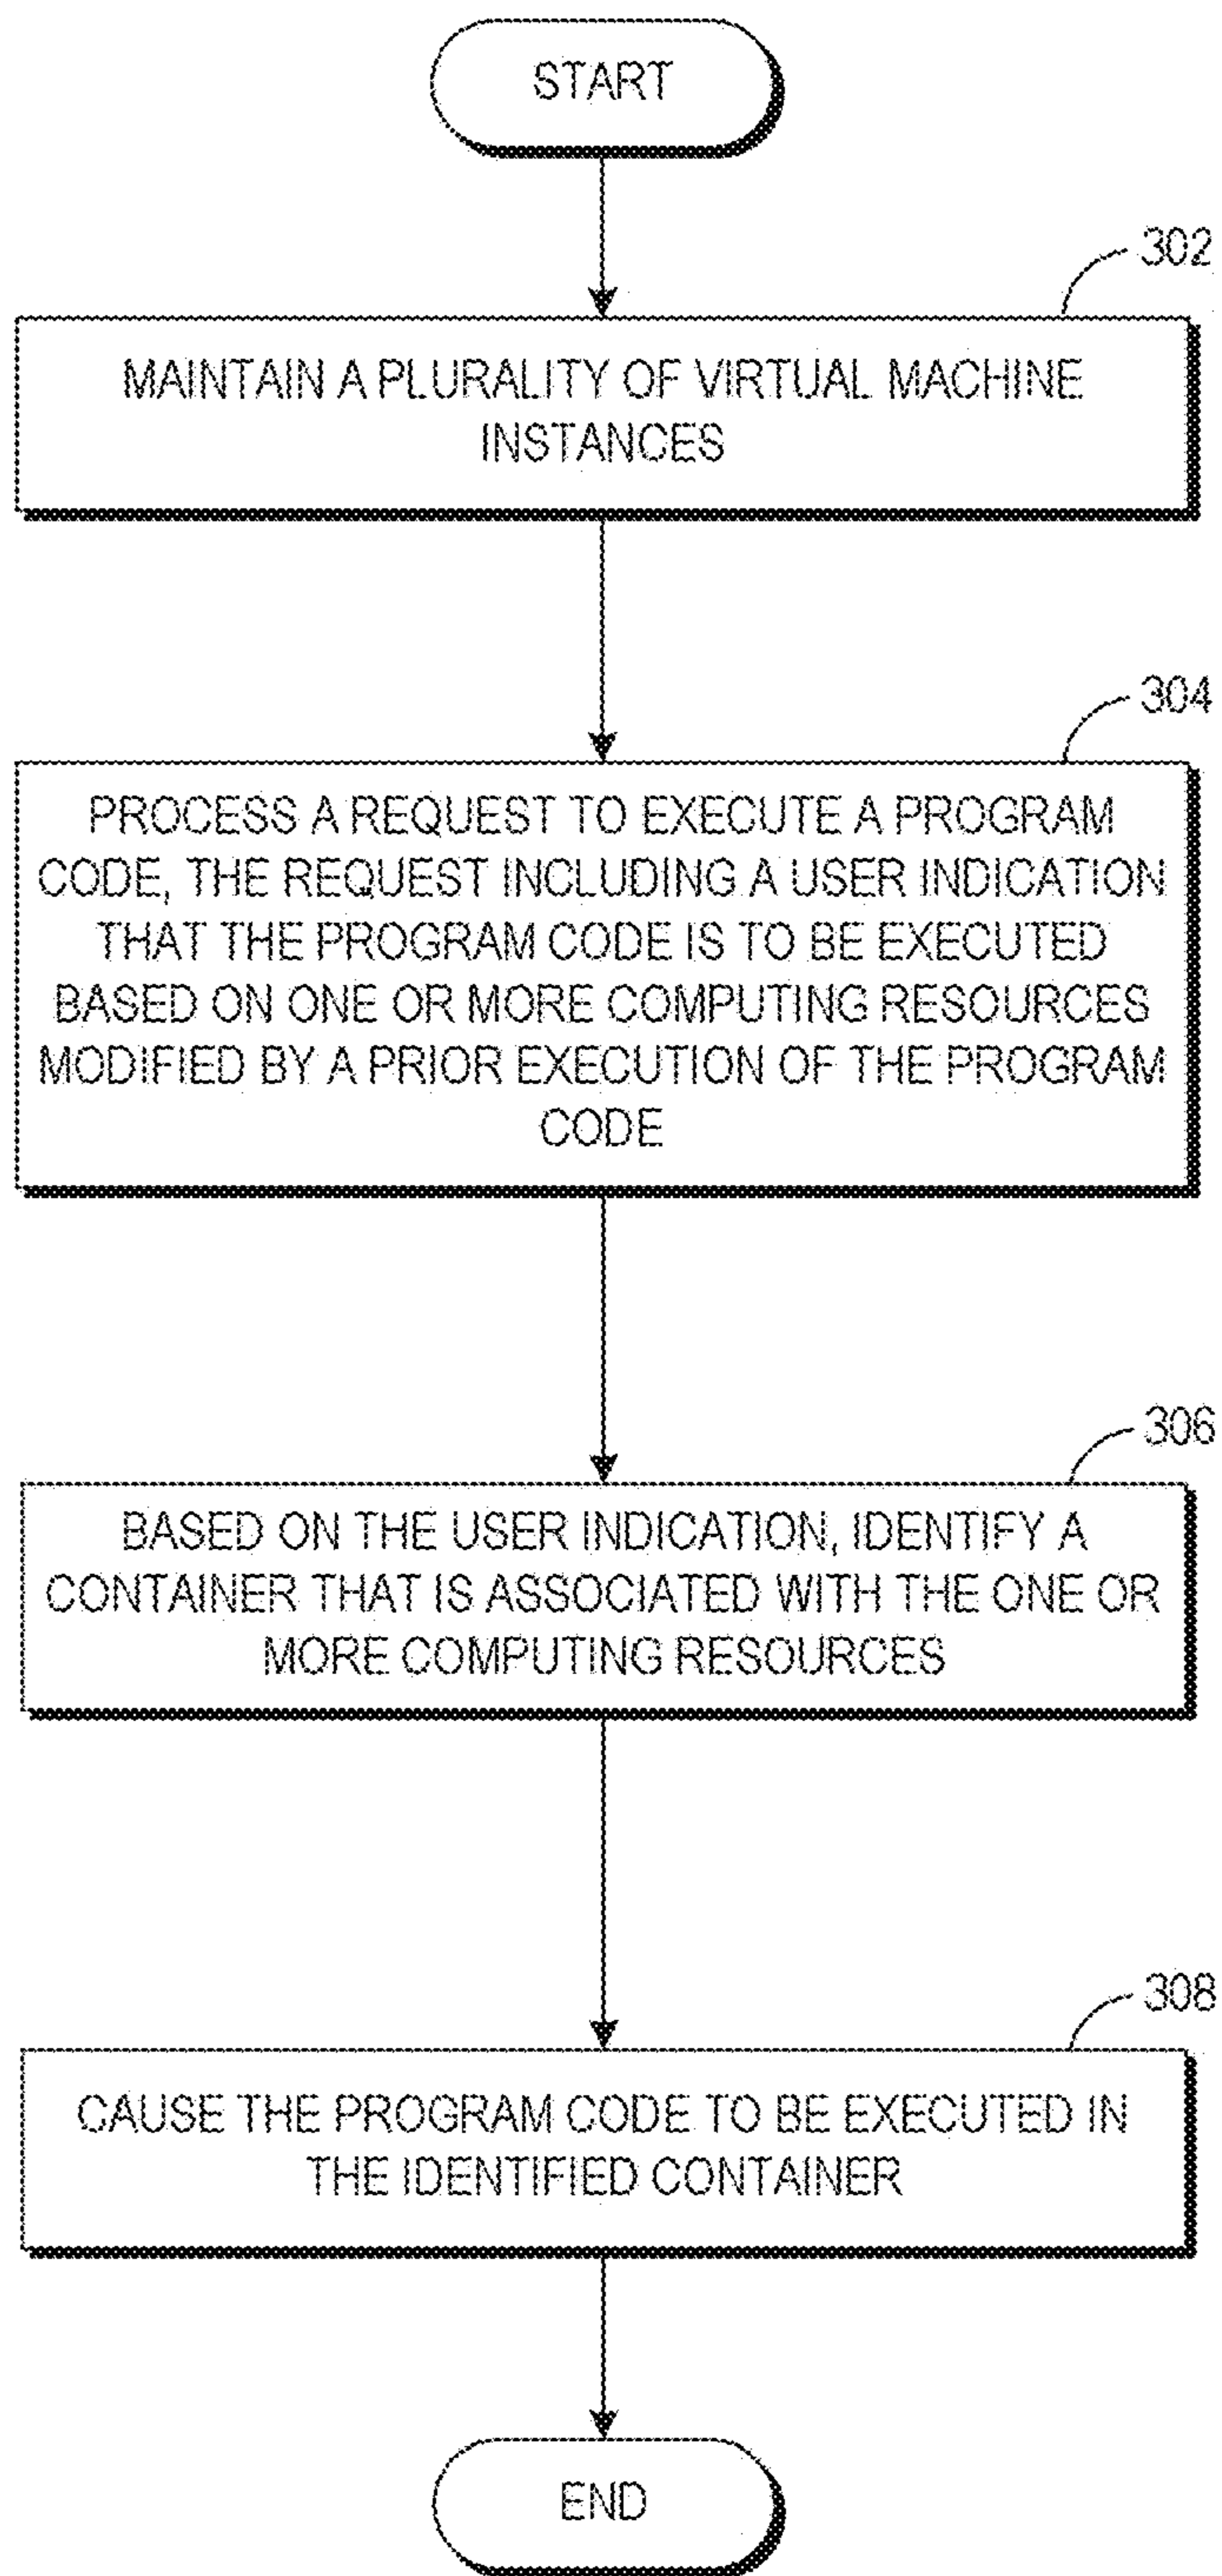 START
302
MAINTAIN A PLURALITY OF VIRTUAL MACHINE
INSTANCES
304
PROCESS A REQUEST TO EXECUTE A PROGRAM
CODE, THE REQUEST INCLUDING A USER INDICATION
THAT THE PROGRAM CODE IS TO BE EXECUTED
BASED ON ONE OR MORE COMPUTING RESOURCES
MODIFIED BY A PRIOR EXECUTION OF THE PROGRAM
CODE
306
BASED ON THE USER INDICATION, IDENTIFY A
CONTAINER THAT IS ASSOCIATED WITH THE ONE OR
MORE COMPUTING RESOURCES
308
CAUSE THE PROGRAM CODE TO BE EXECUTED IN
THE IDENTIFIED CONTAINER
END